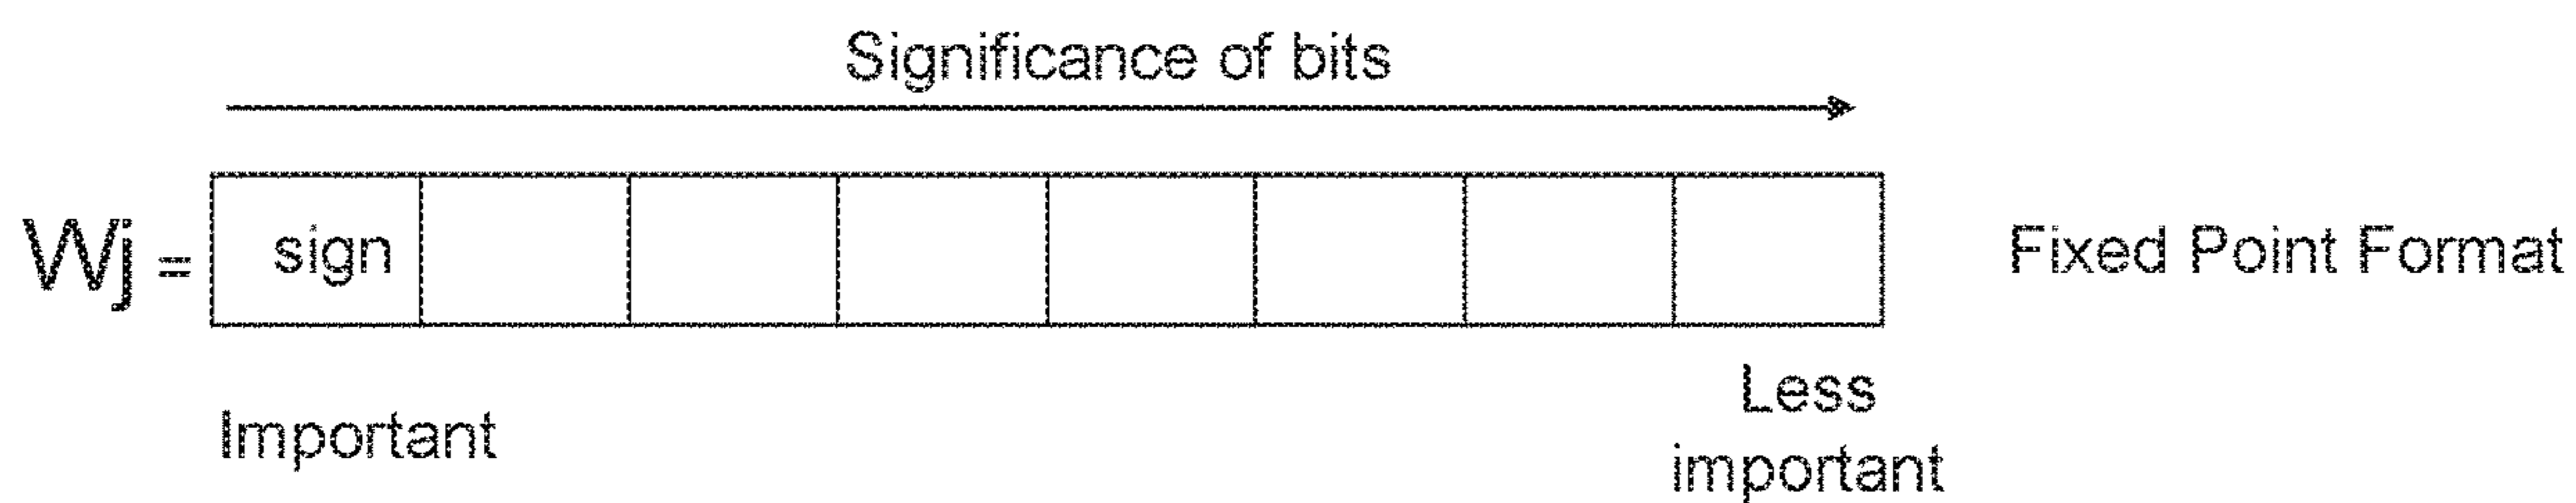 Significance of bits
Wj = sign Fixed Point Format
Important
Less
important